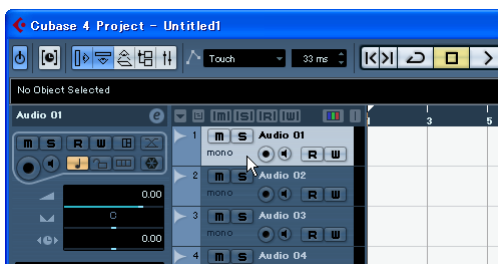 Cubase 4 Project - Untitled1
Touch 33 ms
No Object Selected
Audio 01 e [m] [S] [R] [W] 1 3 5
m S R W 1 m S Audio 01
mono R W
2 m S Audio 02
0.00 mono R W
C 3 m S Audio 03
0.00 mono R W
4 m S Audio 04